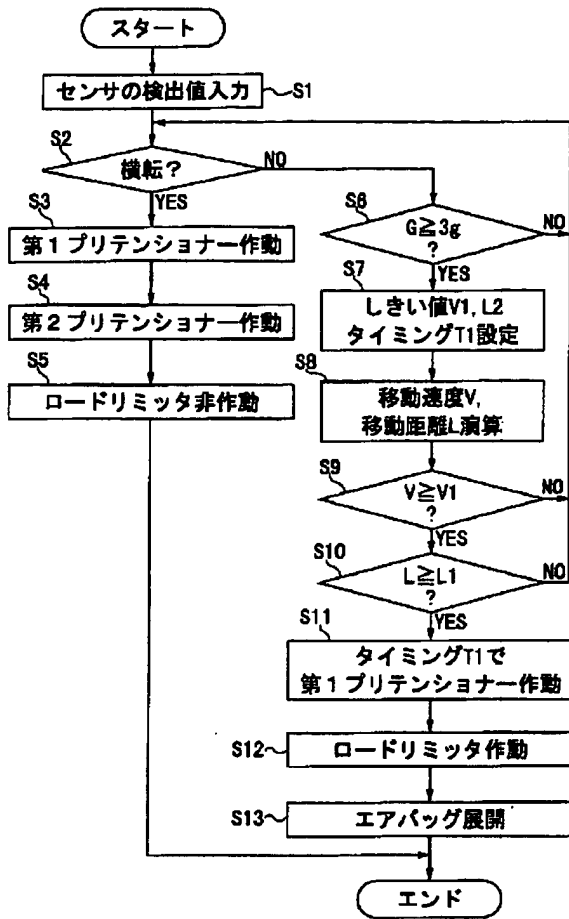 スタート
センサの検出値入力
S1
S2
横転?
NO
YES
S3
第1プリテンショナー作動
S4
第2プリテンショナー作動
S5
ロードリミッタ非作動
S6
G≧3g
?
NO
YES
S7
しきい値V1, L2
タイミングT1設定
S8
移動速度V,
移動距離L演算
S9
V≧V1
?
NO
YES
S10
L≧L1
?
NO
YES
S11
タイミングT1で
第1プリテンショナー作動
S12
ロードリミッタ作動
S13
エアバッグ展開
エンド